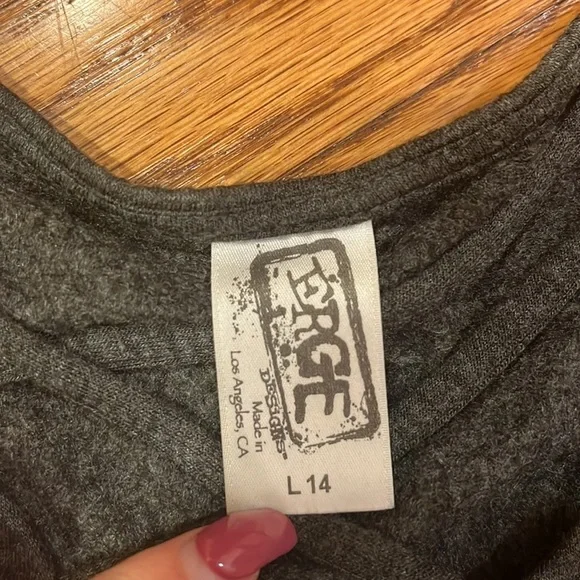 ERGE
DESIGNS
Made in
Los Angeles, CA
L 14